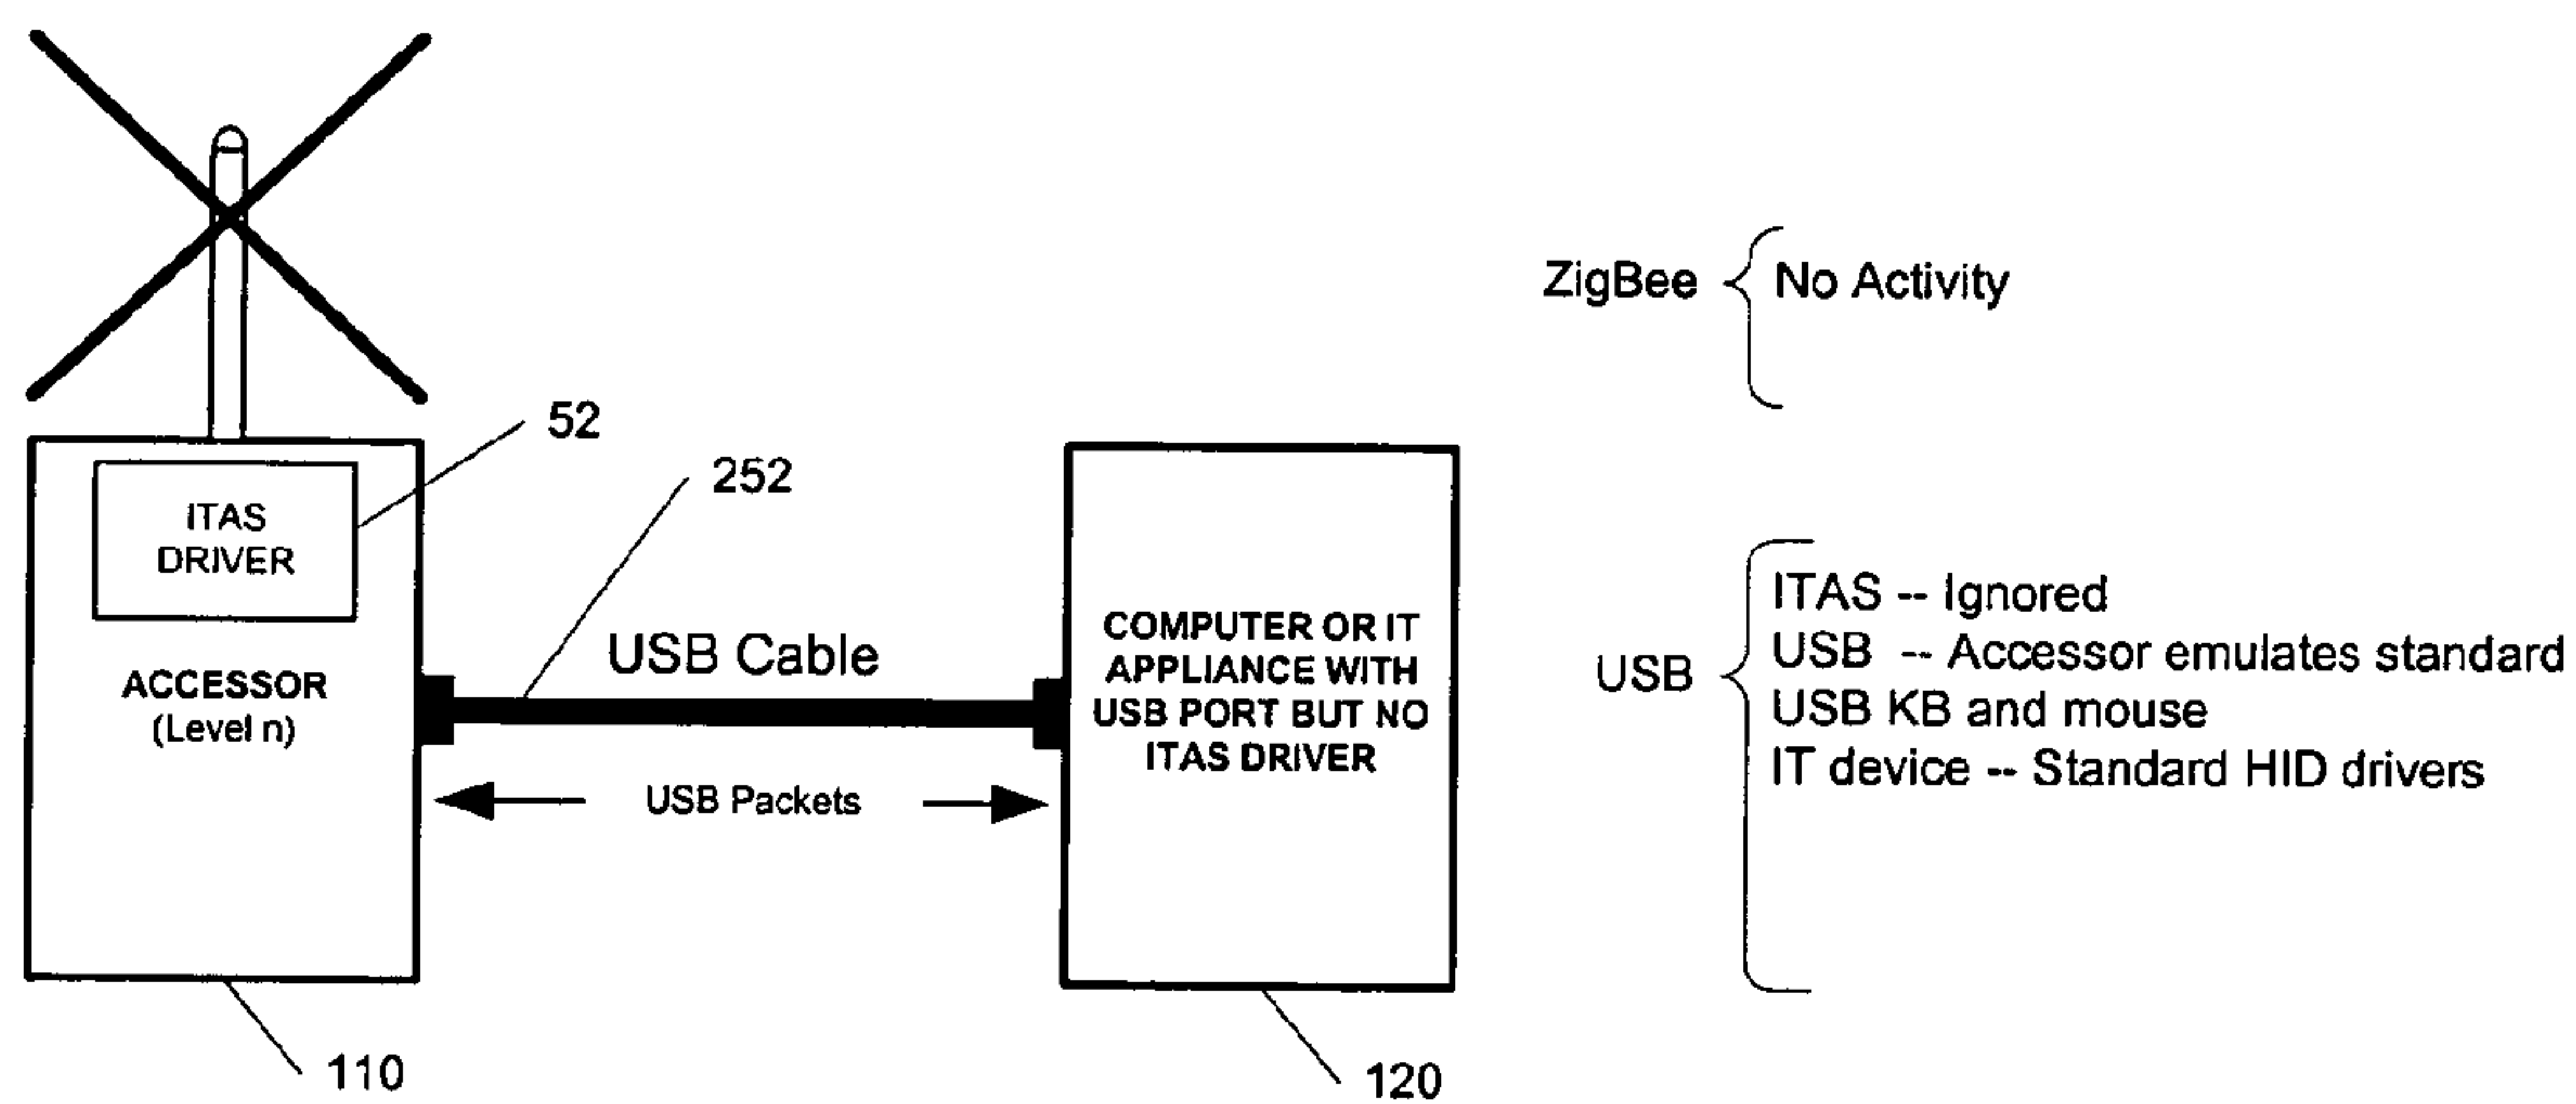 ZigBee
No Activity
52
252
ITAS
DRIVER
ACCESSOR
(Level n)
USB Cable
USB Packets
COMPUTER OR IT
APPLIANCE WITH
USB PORT BUT NO
ITAS DRIVER
USB
ITAS -- Ignored
USB -- Accessor emulates standard
USB KB and mouse
IT device -- Standard HID drivers
110
120